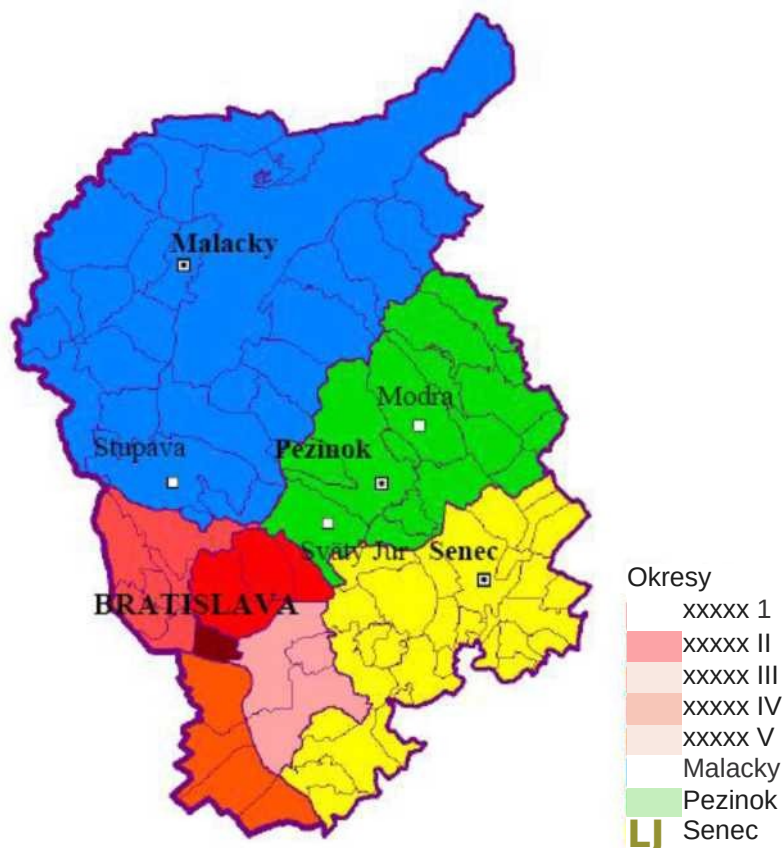 Malacky
Modra
Stupava
Pezinok
Svätý Jur
Senec
BRATISLAVA
Okresy
xxxxx 1
xxxxx II
xxxxx III
xxxxx IV
xxxxx V
Malacky
Pezinok
LJ Senec